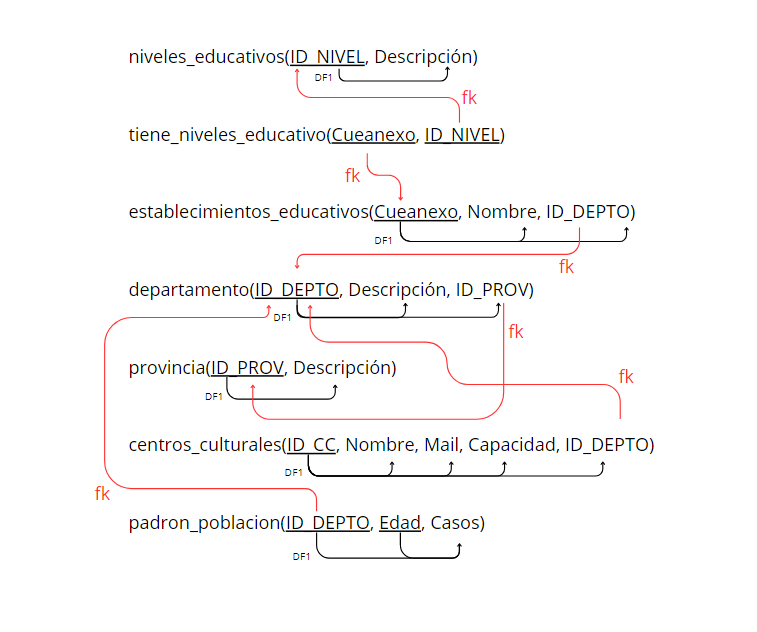 niveles_educativos(ID_NIVEL, Descripción)
DF1
fk
tiene_niveles_educativo(Cueanexo, ID_NIVEL)
fk
establecimientos_educativos(Cueanexo, Nombre, ID_DEPTO)
DF1
fk
departamento(ID_DEPTO, Descripción, ID_PROV)
DF1
fk
provincia(ID_PROV, Descripción)
fk
DF1
centros_culturales(ID_CC, Nombre, Mail, Capacidad, ID_DEPTO)
DF1
fk
padron_poblacion(ID_DEPTO, Edad, Casos)
DF1